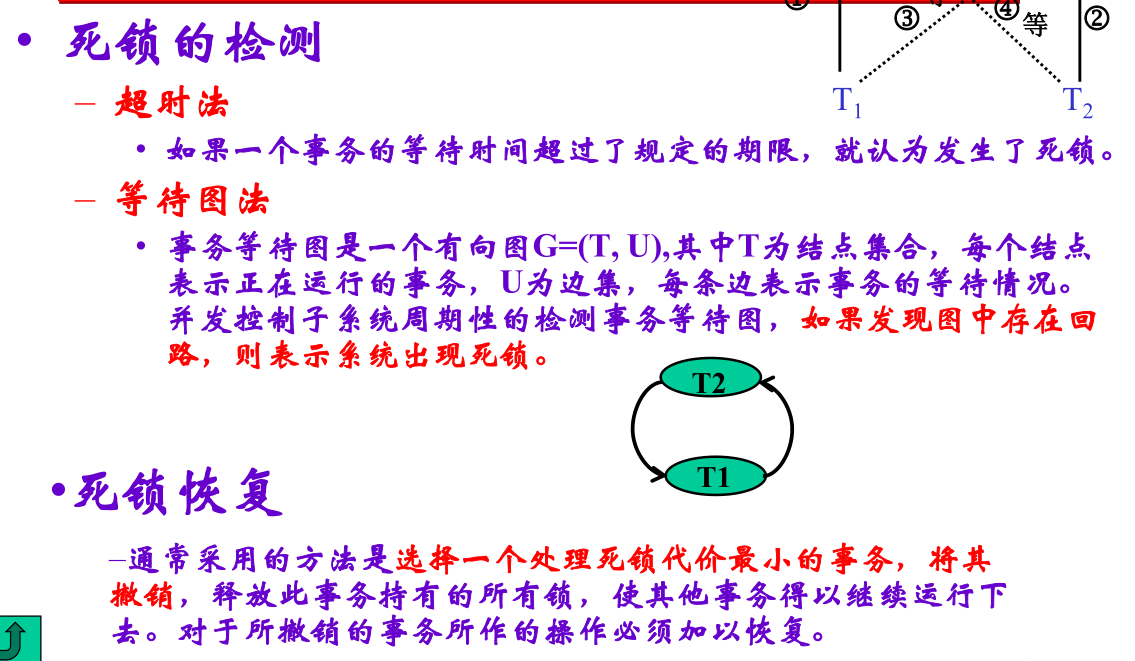 ① ③ ④ 等 ②
• 死锁的检测
T1 T2
– 超时法
• 如果一个事务的等待时间超过了规定的期限，就认为发生了死锁。
– 等待图法
• 事务等待图是一个有向图G=(T, U),其中T为结点集合，每个结点
表示正在运行的事务，U为边集，每条边表示事务的等待情况。
并发控制子系统周期性的检测事务等待图，如果发现图中存在回
路，则表示系统出现死锁。
T2
T1
•死锁恢复
–通常采用的方法是选择一个处理死锁代价最小的事务，将其
撤销，释放此事务持有的所有锁，使其他事务得以继续运行下
去。对于所撤销的事务所作的操作必须加以恢复。